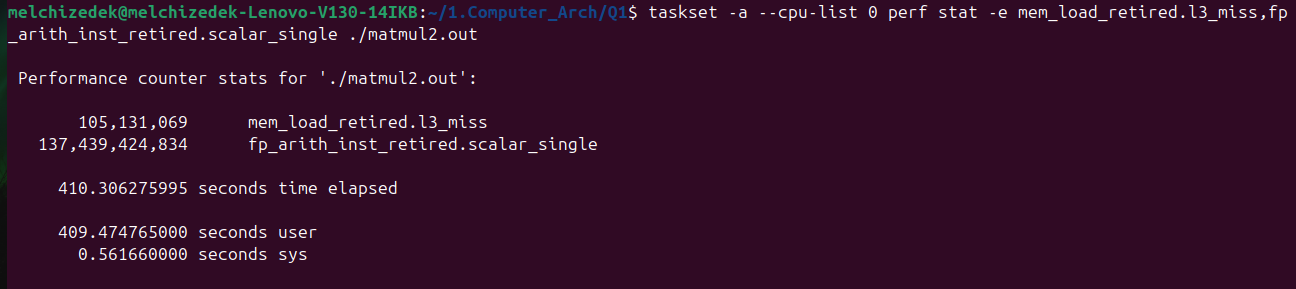 melchizedek@melchizedek-Lenovo-V130-14IKB:~/1.Computer_Arch/Q1$ taskset -a --cpu-list 0 perf stat -e mem_load_retired.l3_miss,fp
_arith_inst_retired.scalar_single ./matmul2.out
Performance counter stats for './matmul2.out':
105,131,069 mem_load_retired.l3_miss
137,439,424,834 fp_arith_inst_retired.scalar_single
410.306275995 seconds time elapsed
409.474765000 seconds user
0.561660000 seconds sys